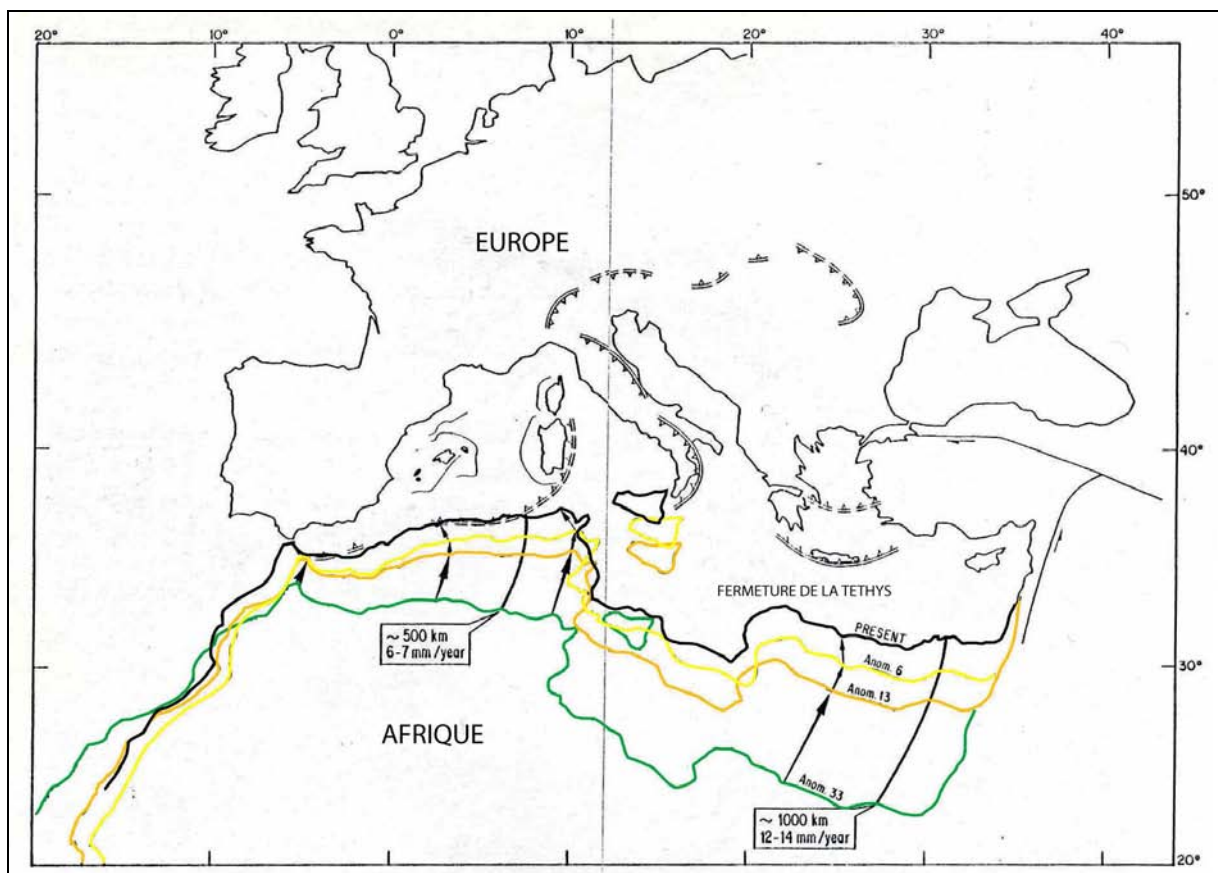 20° 10° 0° 10° 20° 30° 40°
50°
EUROPE
40°
FERMETURE DE LA TETHYS
PRESENT
~ 500 km
6-7 mm/year
Anom. 6
30°
Anom. 13
AFRIQUE
Anom. 33
~ 1000 km
12-14 mm/year
20°